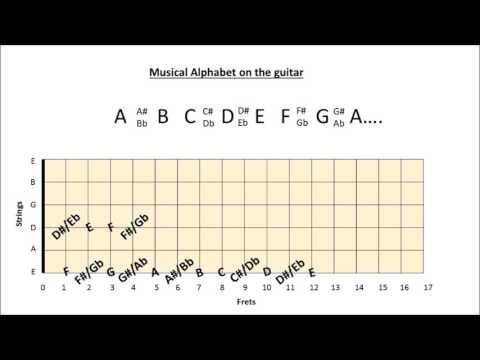 Musical Alphabet on the guitar
A A# Bb B C C# Db D D# Eb E F F# Gb G G# Ab A....
E
B
G
D
A
E
Strings
D#/Eb E F F#/Gb
F F#/Gb G G#/Ab A A#/Bb B C C#/Db D D#/Eb E
0 1 2 3 4 5 6 7 8 9 10 11 12 13 14 15 16 17
Frets